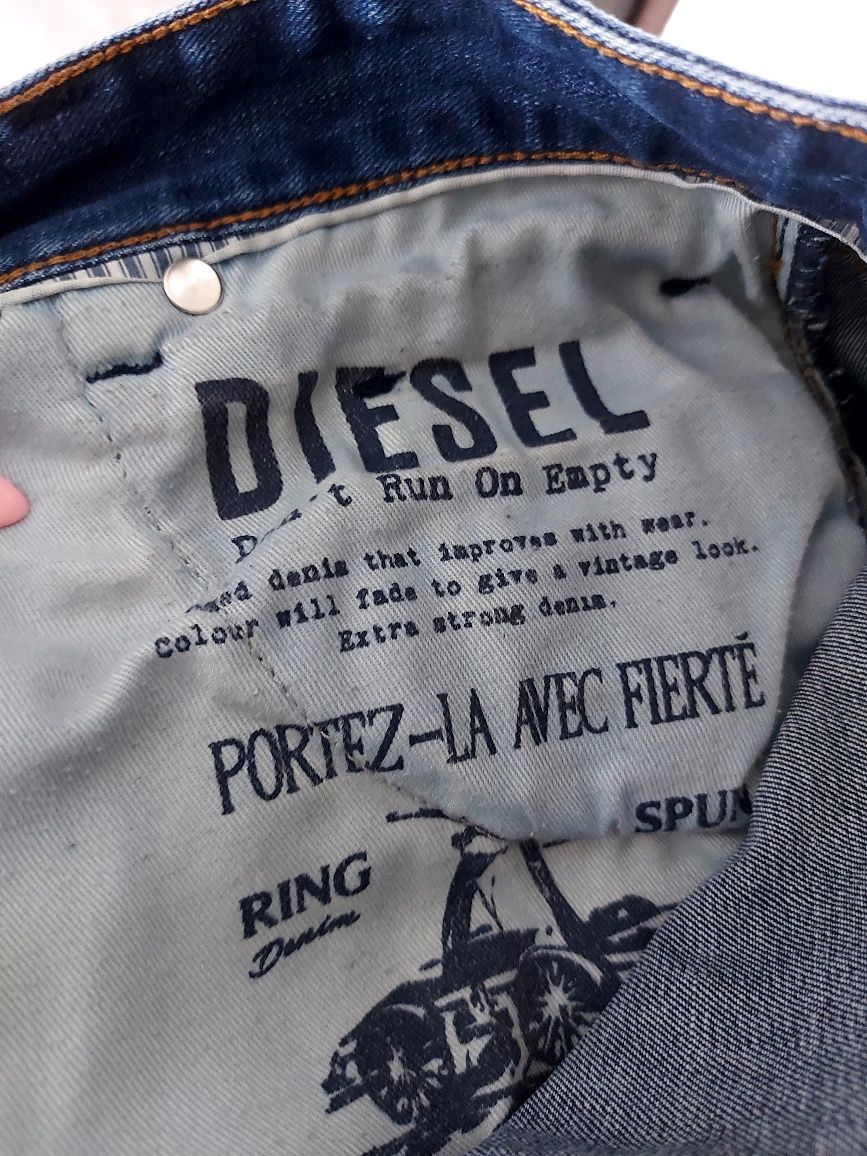 DIESEL
Run On Empty
denim that improves with wear.
Colour will fade to give a vintage look.
Extra strong denim.
PORTEZ-LA AVEC FIERTÉ
SPUN
RING
Denim